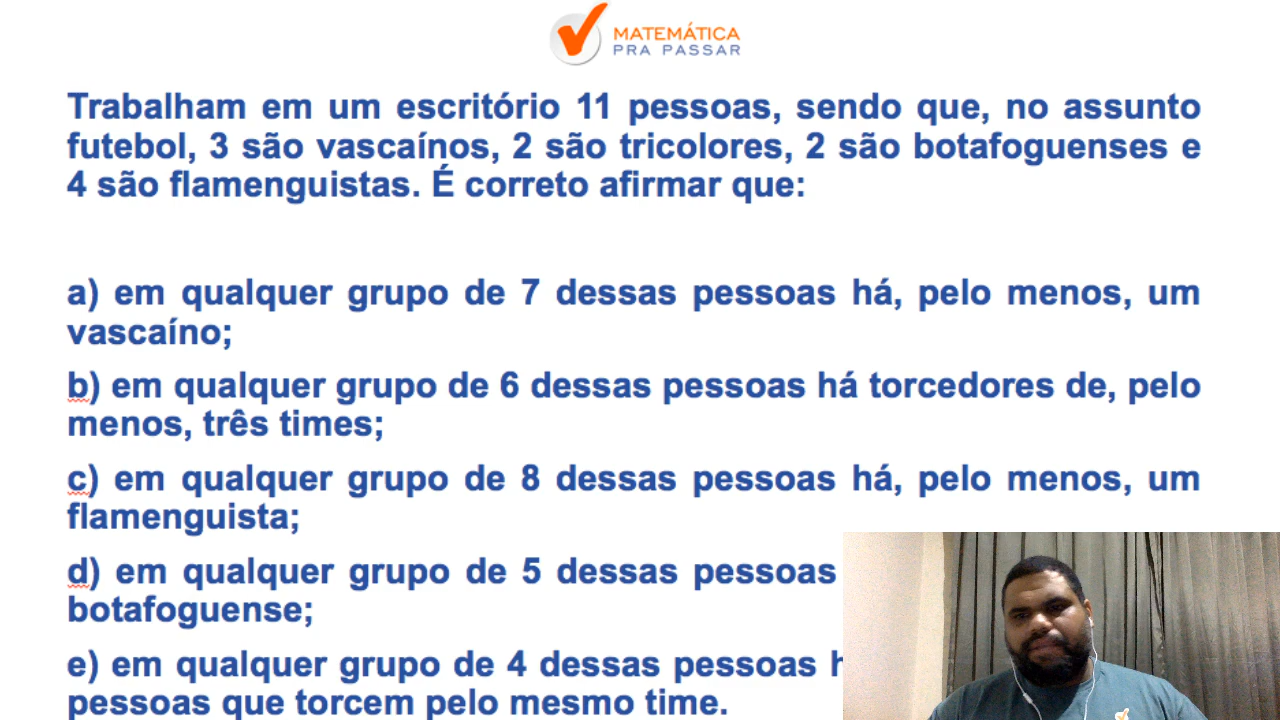 MATEMÁTICA
PRA PASSAR
Trabalham em um escritório 11 pessoas, sendo que, no assunto
futebol, 3 são vascaínos, 2 são tricolores, 2 são botafoguenses e
4 são flamenguistas. É correto afirmar que:
a) em qualquer grupo de 7 dessas pessoas há, pelo menos, um
vascaíno;
b) em qualquer grupo de 6 dessas pessoas há torcedores de, pelo
menos, três times;
c) em qualquer grupo de 8 dessas pessoas há, pelo menos, um
flamenguista;
d) em qualquer grupo de 5 dessas pessoas
botafoguense;
e) em qualquer grupo de 4 dessas pessoas
pessoas que torcem pelo mesmo time.